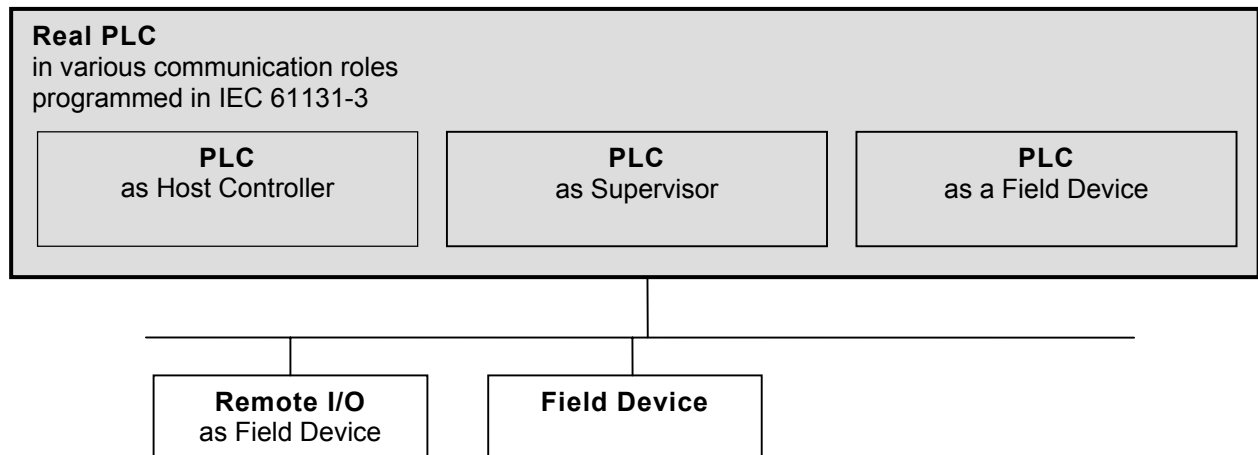 Real PLC
in various communication roles
programmed in IEC 61131-3
PLC
as Host Controller
PLC
as Supervisor
PLC
as a Field Device
Remote I/O
as Field Device
Field Device